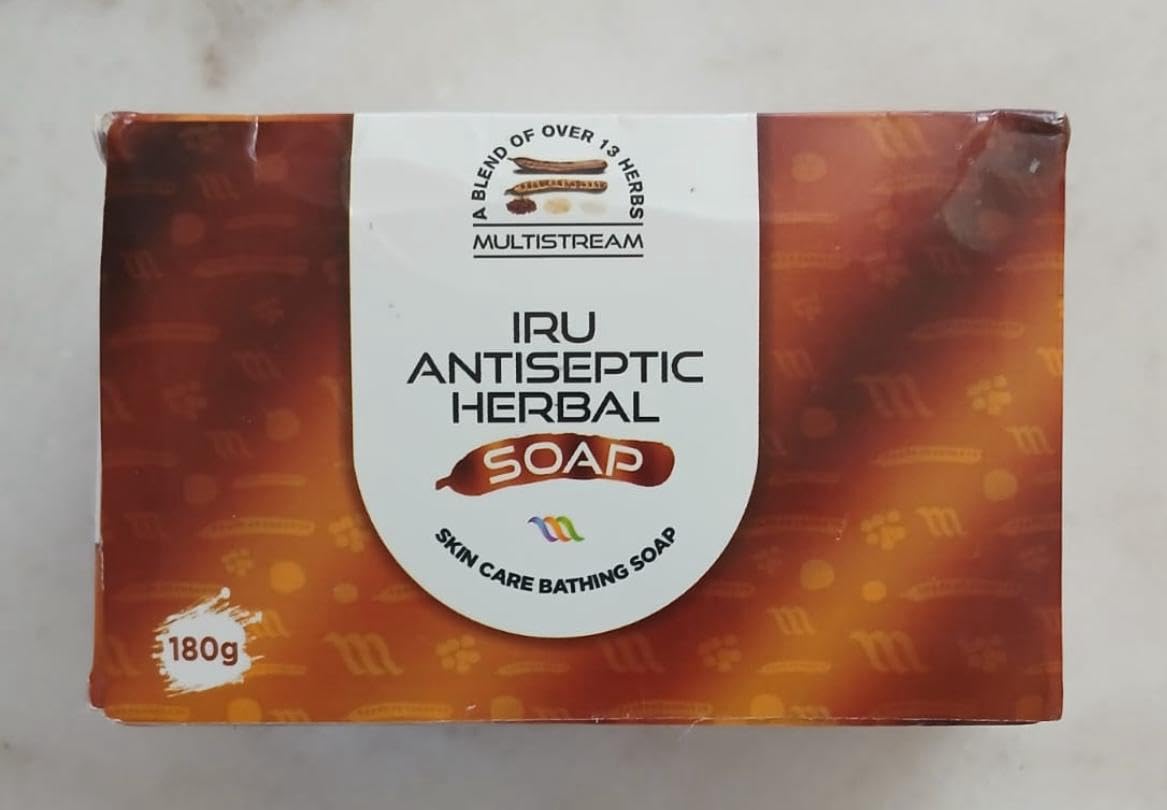 A BLEND OF OVER 13 HERBS
MULTISTREAM
IRU
ANTISEPTIC
HERBAL
SOAP
SKIN CARE BATHING SOAP
180g